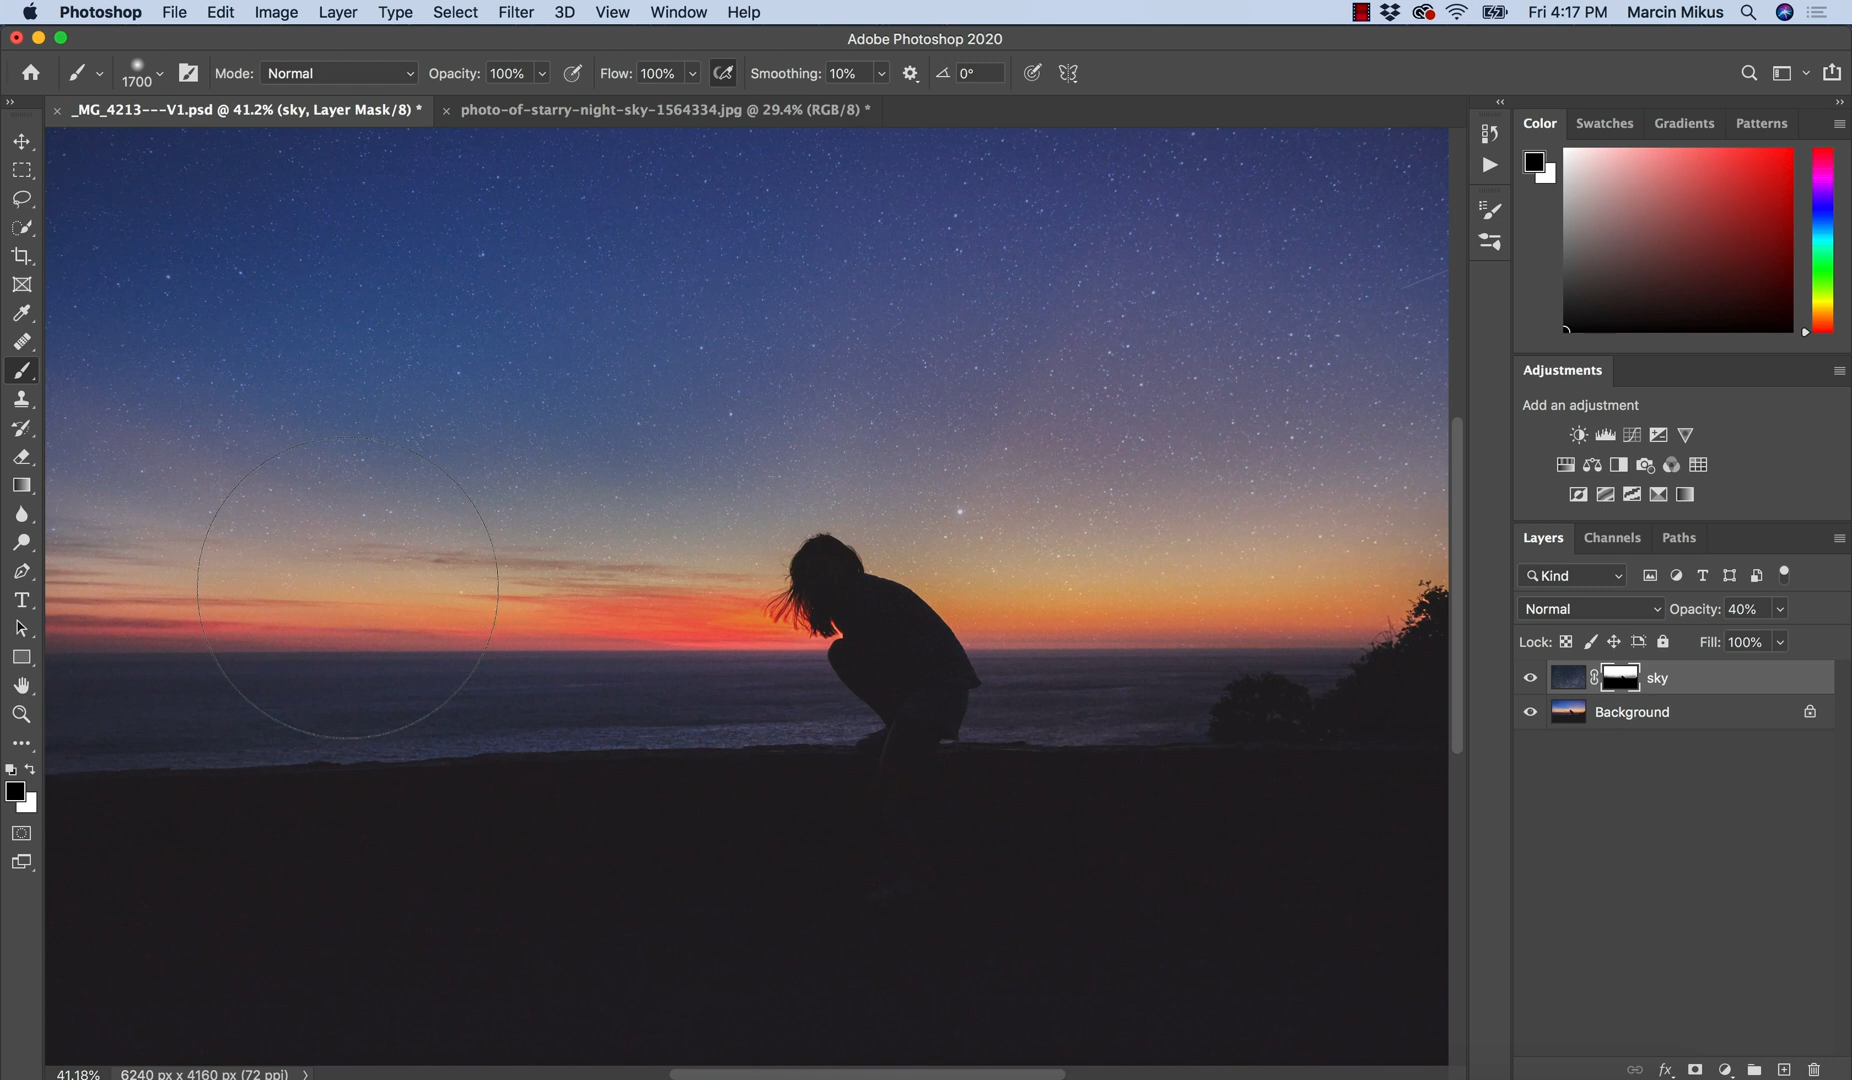 Photoshop File Edit Image Layer Type Select Filter 3D View Window Help Fri 4:17 PM Marcin Mikus
Adobe Photoshop 2020
1700 Mode: Normal Opacity: 100% Flow: 100% Smoothing: 10% 0°
_MG_4213---V1.psd @ 41.2% (sky, Layer Mask/8) * photo-of-starry-night-sky-1564334.jpg @ 29.4% (RGB/8) *
Color Swatches Gradients Patterns
Adjustments
Add an adjustment
Layers Channels Paths
Kind
Normal Opacity: 40%
Lock: Fill: 100%
sky
Background
41.18% 6240 px x 4160 px (72 ppi)